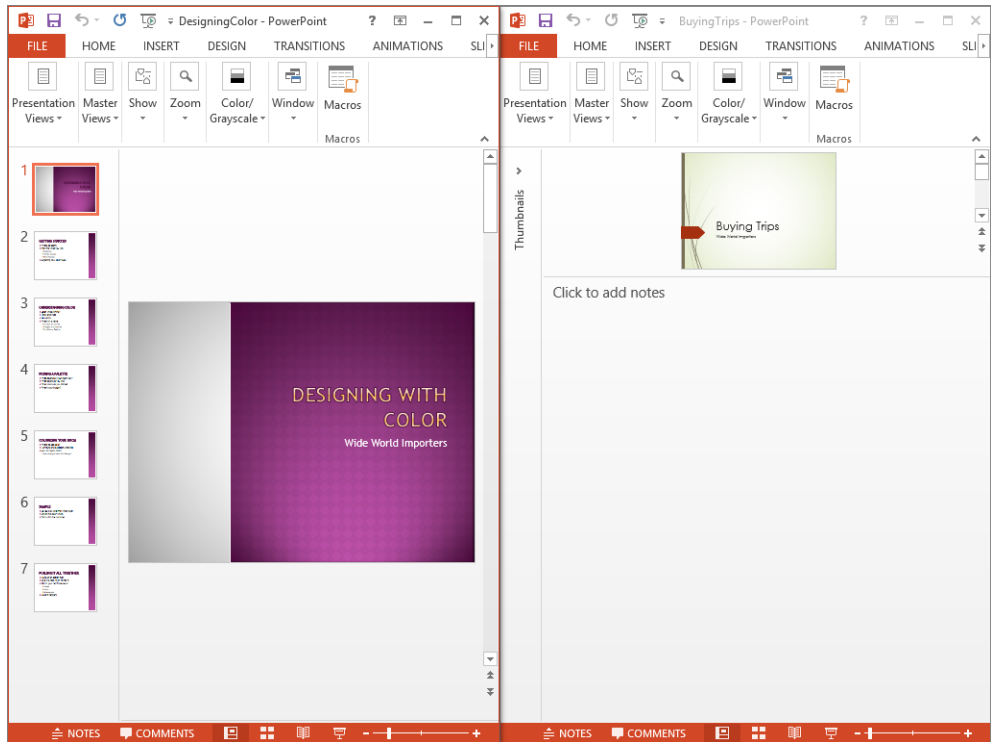 DesigningColor - PowerPoint ?
FILE HOME INSERT DESIGN TRANSITIONS ANIMATIONS SLI
Presentation Views Master Views Show Zoom Color/ Grayscale Window Macros
Macros
1
2
3
4
5
6
7
DESIGNING WITH
COLOR
Wide World Importers
NOTES COMMENTS
BuyingTrips - PowerPoint ?
FILE HOME INSERT DESIGN TRANSITIONS ANIMATIONS SLI
Presentation Views Master Views Show Zoom Color/ Grayscale Window Macros
Macros
Thumbnails
Buying Trips
Wide World Importers
Click to add notes
NOTES COMMENTS